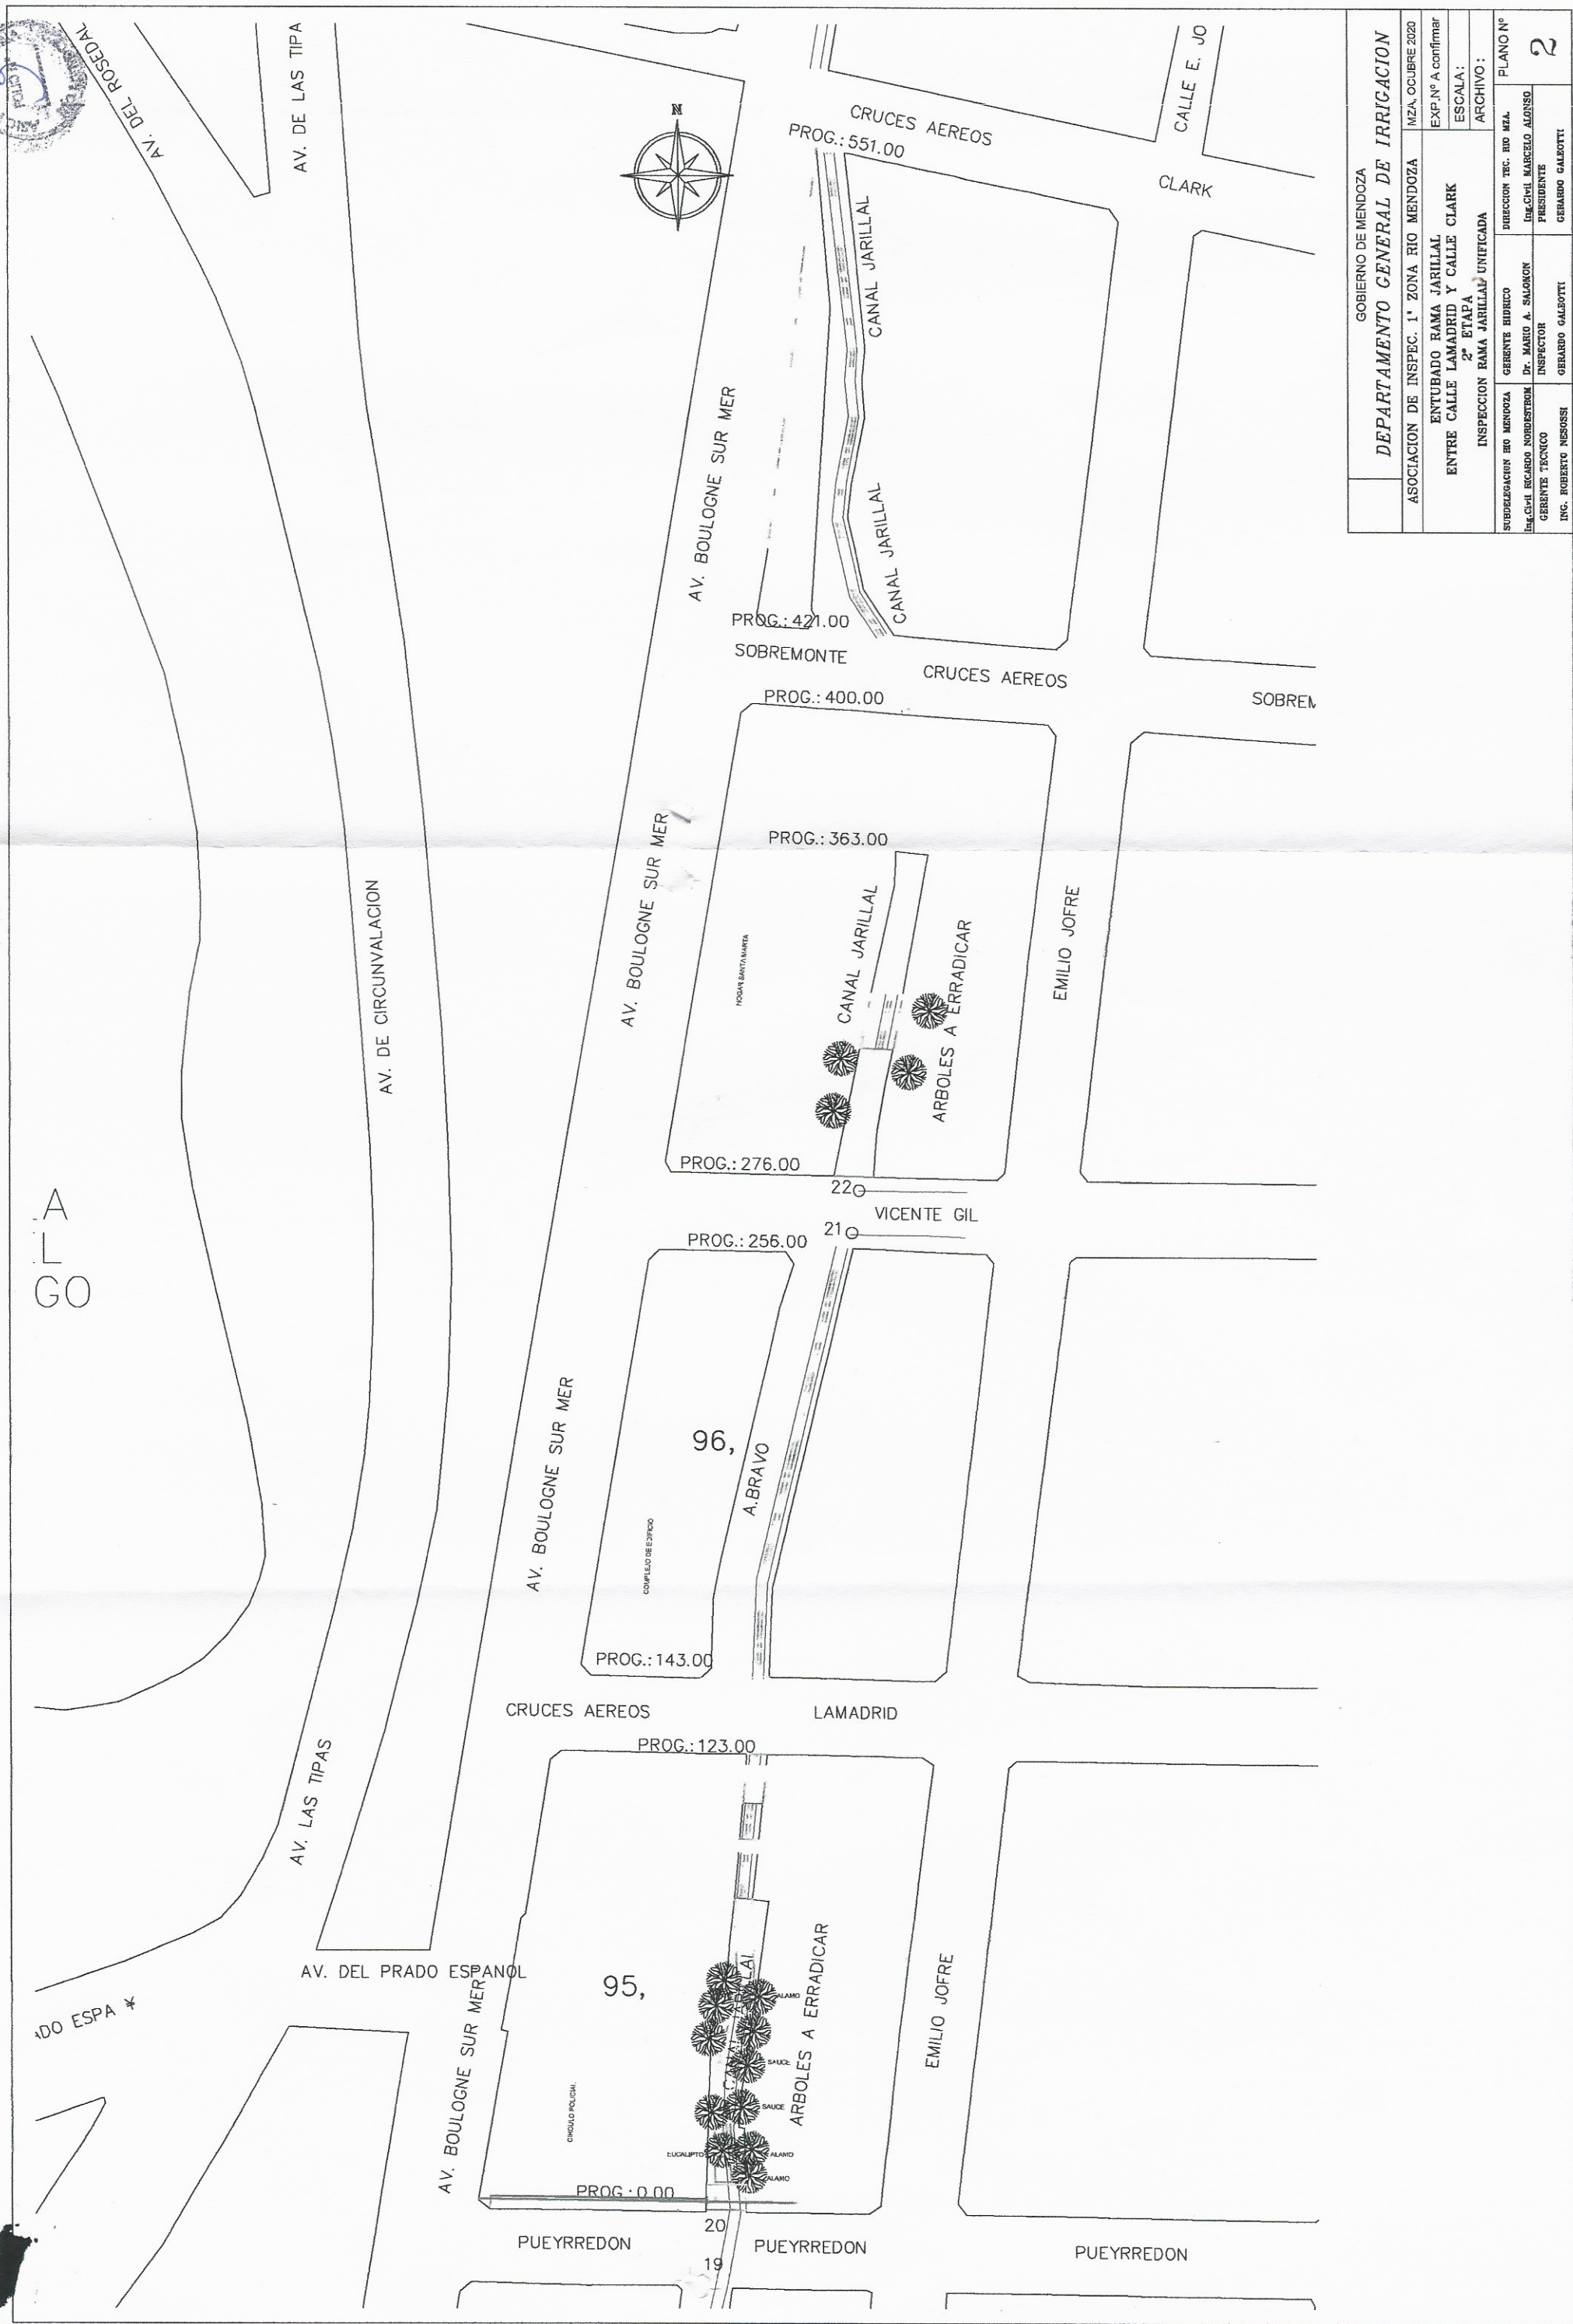 AV. DEL ROSEDAL
AV. DE LAS TIPA
N
CRUCES AEREOS
PROG.: 551.00
CALLE E. JO
CLARK
CANAL JARILLAL
AV. BOULOGNE SUR MER
CANAL JARILLAL
PROG.: 421.00
SOBREMONTE
CRUCES AEREOS
PROG.: 400.00
SOBREM
PROG.: 363.00
AV. BOULOGNE SUR MER
CANAL JARILLAL
HOGAR SANTA MARTA
ARBOLES A ERRADICAR
EMILIO JOFRE
AV. DE CIRCUNVALACION
PROG.: 276.00
22
VICENTE GIL
21
PROG.: 256.00
A
L
GO
AV. BOULOGNE SUR MER
96,
A.BRAVO
COMPLEJO DE EDIFICIO
PROG.: 143.00
CRUCES AEREOS
LAMADRID
PROG.: 123.00
AV. LAS TIPAS
AV. DEL PRADO ESPAÑOL
ADO ESPA ¥
95,
CANAL JARILLAL
ALAMO
ARBOLES A ERRADICAR
EMILIO JOFRE
SAUCE
SAUCE
AV. BOULOGNE SUR MER
CIRCULO POLICIAL
EUCALIPTO
ALAMO
ALAMO
PROG.: 0.00
20
PUEYRREDON
PUEYRREDON
PUEYRREDON
19
GOBIERNO DE MENDOZA
DEPARTAMENTO GENERAL DE IRRIGACION
ASOCIACION DE INSPEC. 1° ZONA RIO MENDOZA
MZA, OCUBRE 2020
ENTUBADO RAMA JARILLAL
ENTRE CALLE LAMADRID Y CALLE CLARK
2° ETAPA
INSPECCION RAMA JARILLAL UNIFICADA
EXP.Nº A confirmar
ESCALA:
ARCHIVO:
SUBDELEGACION RIO MENDOZA
Ing.Civil RICARDO NORDESTROM
GERENTE HIDRICO
Dr. MARIO A. SALOMON
DIRECCION TEC. RIO MZA.
Ing.Civil MARCELO ALONSO
PLANO Nº
2
GERENTE TECNICO
ING. ROBERTO NESOSSI
INSPECTOR
GERARDO GALEOTTI
PRESIDENTE
GERARDO GALEOTTI